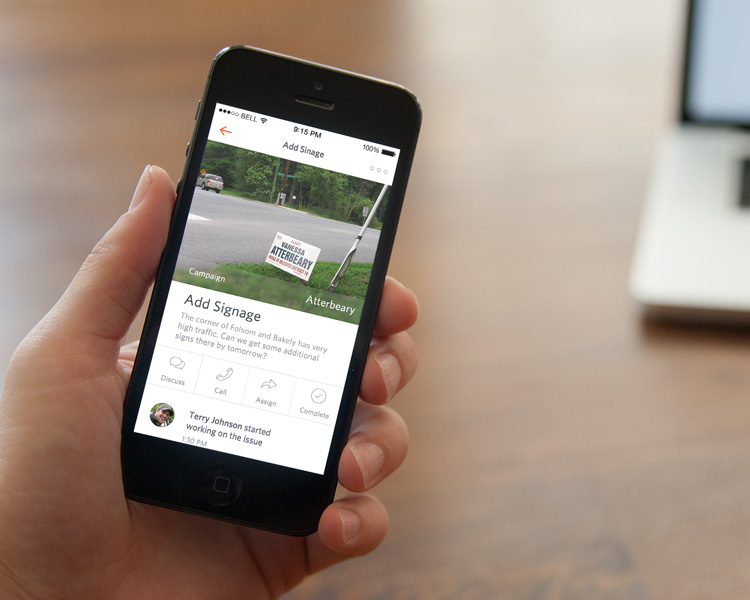 BELL
9:15 PM
100%
Add Sinage
VANESSA
ATTERBEARY
Campaign
Atterbeary
Add Signage
The corner of Folsom and Bakely has very
high traffic. Can we get some additional
signs there by tomorrow?
Discuss
Call
Assign
Complete
Terry Johnson started
working on the issue
1:30 PM